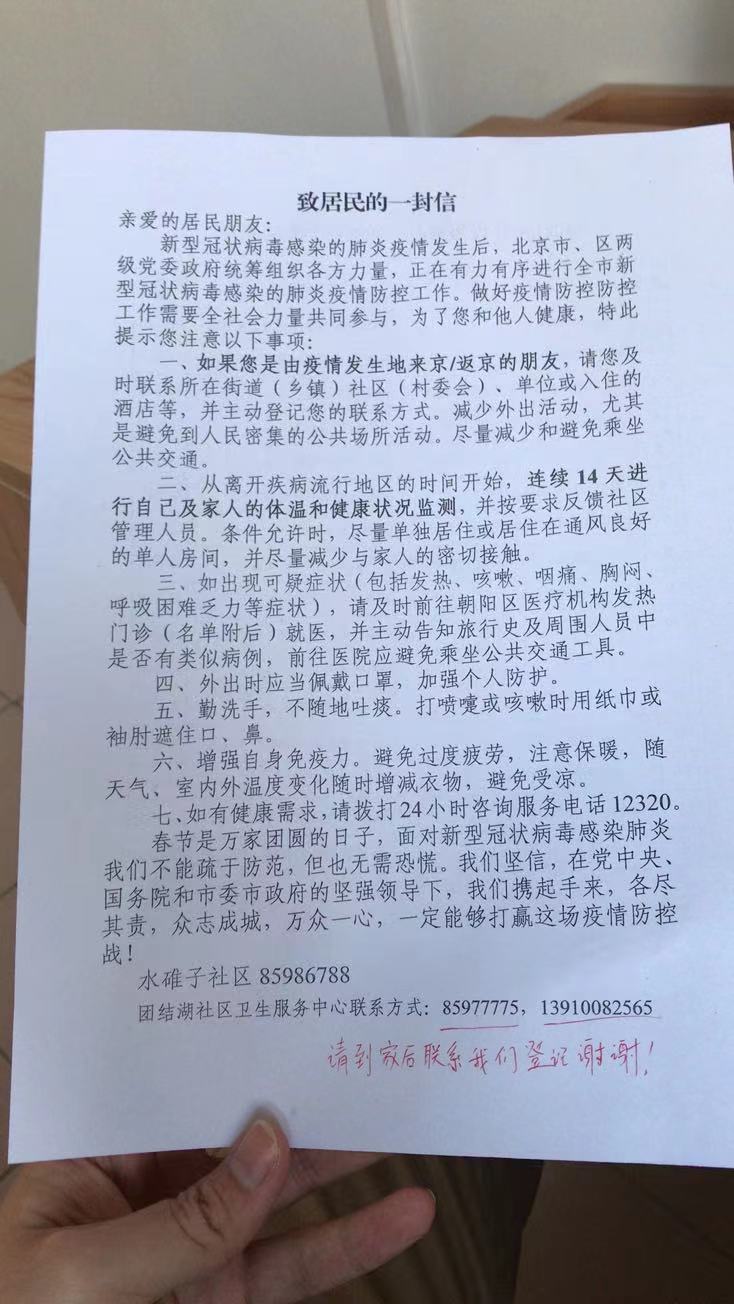 致居民的一封信
亲爱的居民朋友：
新型冠状病毒感染的肺炎疫情发生后，北京市、区两
级党委政府统筹组织各方力量，正在有力有序进行全市新
型冠状病毒感染的肺炎疫情防控工作。做好疫情防控防控
工作需要全社会力量共同参与，为了您和他人健康，特此
提示您注意以下事项：
一、如果您是由疫情发生地来京/返京的朋友，请您及
时联系所在街道（乡镇）社区（村委会）、单位或入住的
酒店等，并主动登记您的联系方式。减少外出活动，尤其
是避免到人民密集的公共场所活动。尽量减少和避免乘坐
公共交通。
二、从离开疾病流行地区的时间开始，连续14天进
行自己及家人的体温和健康状况监测，并按要求反馈社区
管理人员。条件允许时，尽量单独居住或居住在通风良好
的单人房间，并尽量减少与家人的密切接触。
三、如出现可疑症状（包括发热、咳嗽、咽痛、胸闷、
呼吸困难乏力等症状），请及时前往朝阳区医疗机构发热
门诊（名单附后）就医，并主动告知旅行史及周围人员中
是否有类似病例，前往医院应避免乘坐公共交通工具。
四、外出时应当佩戴口罩，加强个人防护。
五、勤洗手，不随地吐痰。打喷嚏或咳嗽时用纸巾或
袖肘遮住口、鼻。
六、增强自身免疫力。避免过度疲劳，注意保暖，随
天气、室内外温度变化随时增减衣物，避免受凉。
七、如有健康需求，请拨打24小时咨询服务电话12320。
春节是万家团圆的日子，面对新型冠状病毒感染肺炎
我们不能疏于防范，但也无需恐慌。我们坚信，在党中央、
国务院和市委市政府的坚强领导下，我们携起手来，各尽
其责，众志成城，万众一心，一定能够打赢这场疫情防控
战！
水碓子社区 85986788
团结湖社区卫生服务中心联系方式：85977775，13910082565
请到家后联系我们登记谢谢！